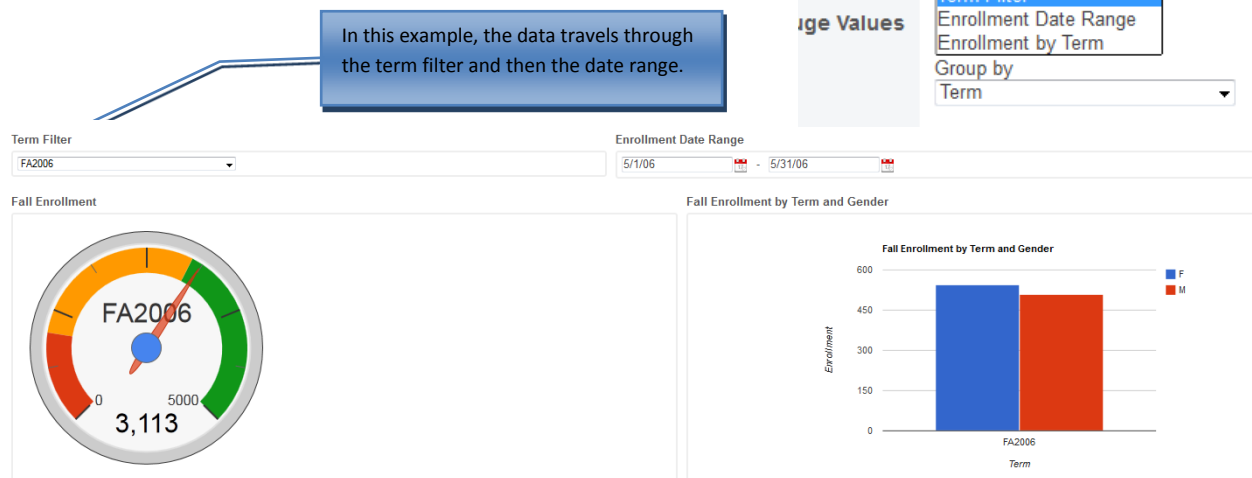 In this example, the data travels through
the term filter and then the date range.
uge Values
Term Filter
Enrollment Date Range
Enrollment by Term
Group by
Term
Term Filter
FA2006
Enrollment Date Range
5/1/06 - 5/31/06
Fall Enrollment
FA2006
0 5000
3,113
Fall Enrollment by Term and Gender
Fall Enrollment by Term and Gender
600
450
300
150
0
Enrollment
F
M
FA2006
Term